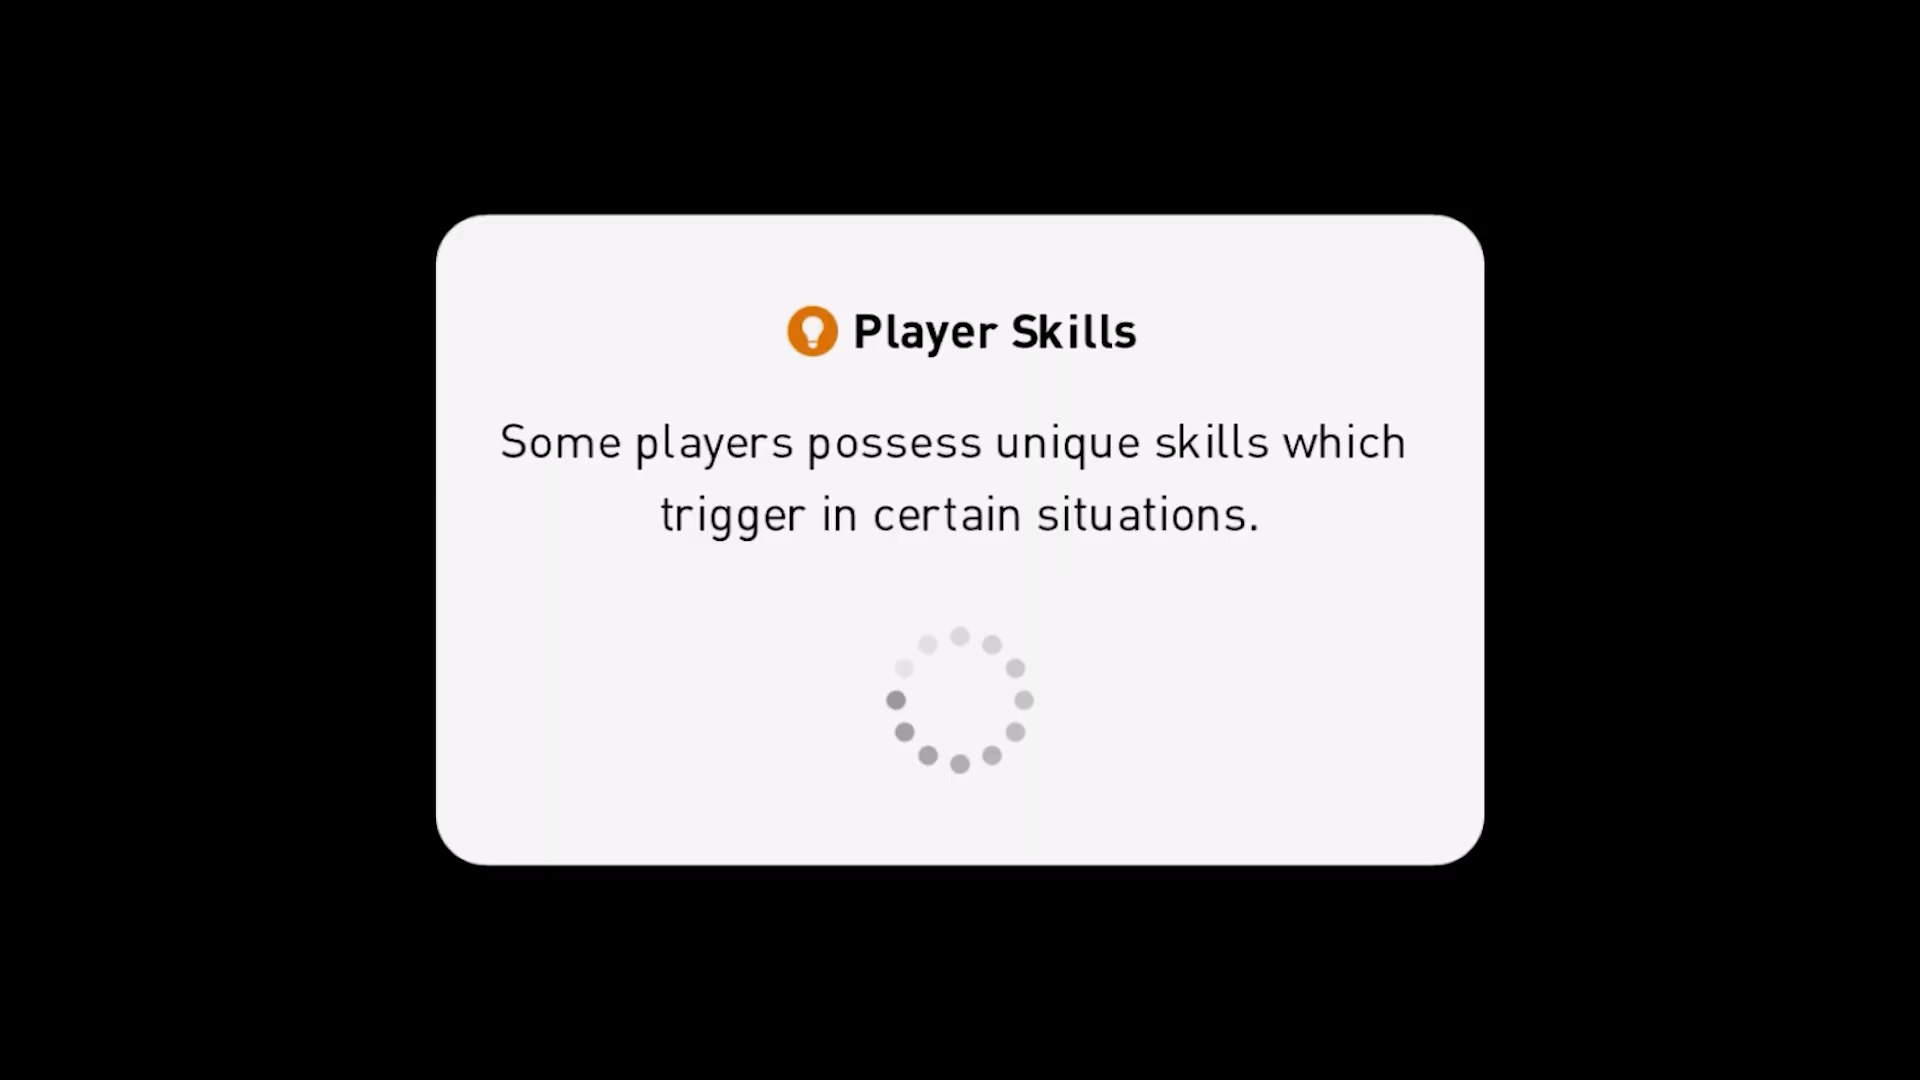 Player Skills
Some players possess unique skills which
trigger in certain situations.